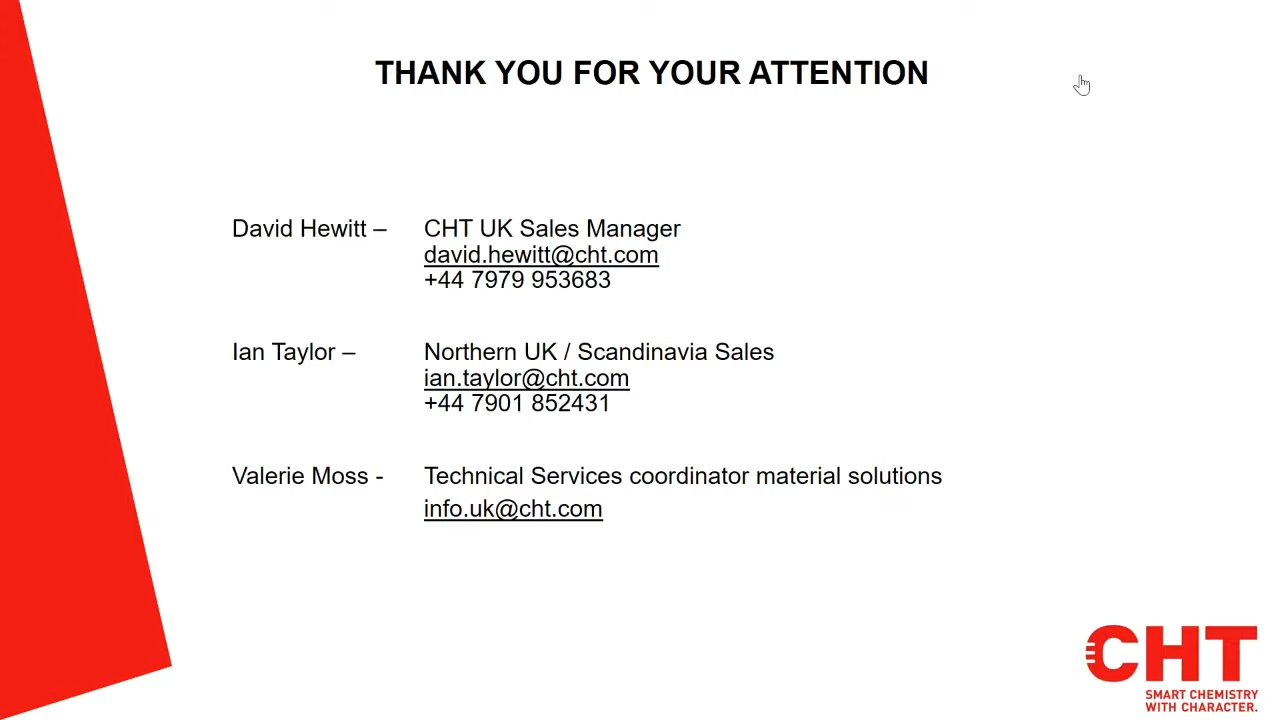 THANK YOU FOR YOUR ATTENTION
David Hewitt – CHT UK Sales Manager
david.hewitt@cht.com
+44 7979 953683
Ian Taylor – Northern UK / Scandinavia Sales
ian.taylor@cht.com
+44 7901 852431
Valerie Moss - Technical Services coordinator material solutions
info.uk@cht.com
CHT
SMART CHEMISTRY
WITH CHARACTER.